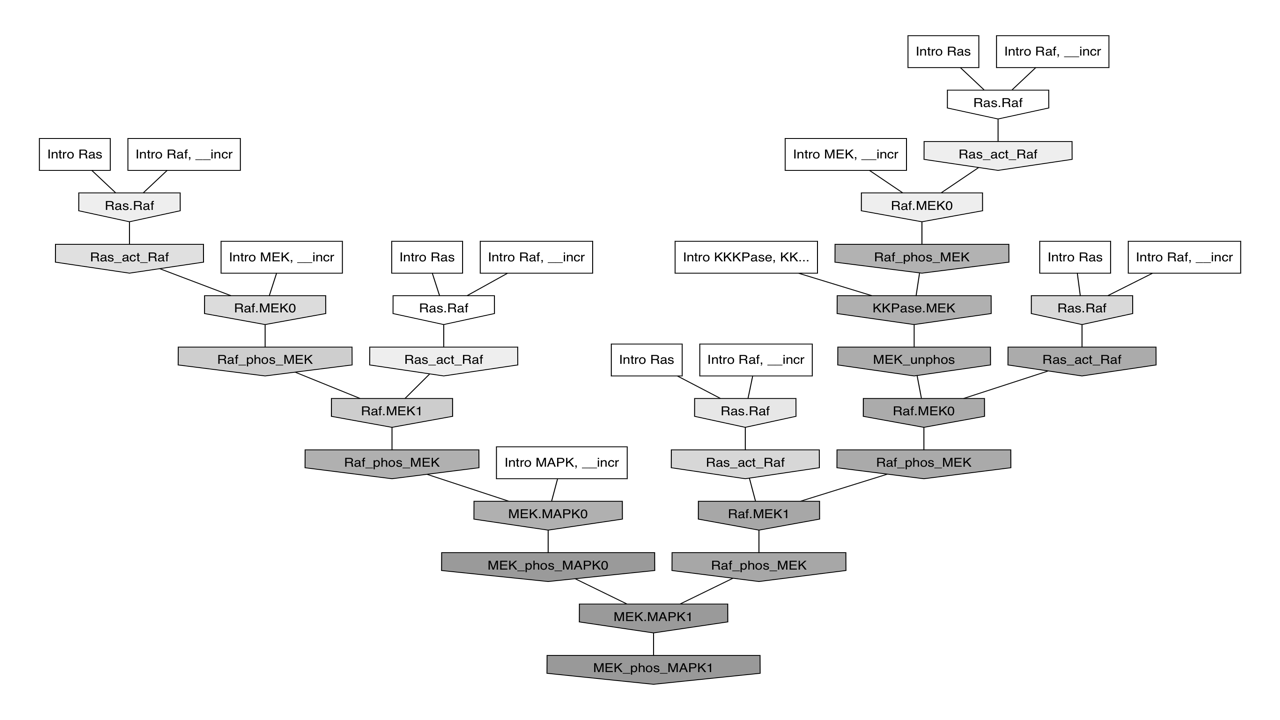 Intro Ras
Intro Raf, __incr
Ras.Raf
Intro Ras
Intro Raf, __incr
Intro MEK, __incr
Ras_act_Raf
Ras.Raf
Raf.MEK0
Ras_act_Raf
Intro MEK, __incr
Intro Ras
Intro Raf, __incr
Intro KKKPase, KK...
Raf_phos_MEK
Intro Ras
Intro Raf, __incr
Raf.MEK0
Ras.Raf
KKPase.MEK
Ras.Raf
Raf_phos_MEK
Ras_act_Raf
Intro Ras
Intro Raf, __incr
MEK_unphos
Ras_act_Raf
Raf.MEK1
Ras.Raf
Raf.MEK0
Raf_phos_MEK
Intro MAPK, __incr
Ras_act_Raf
Raf_phos_MEK
MEK.MAPK0
Raf.MEK1
MEK_phos_MAPK0
Raf_phos_MEK
MEK.MAPK1
MEK_phos_MAPK1